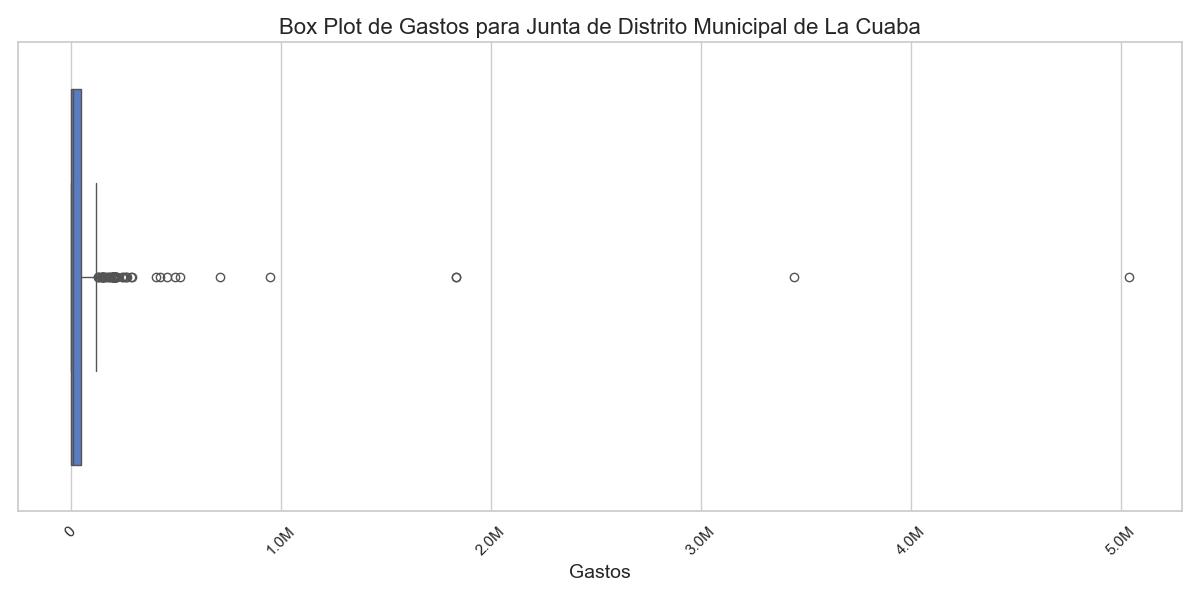 Box Plot de Gastos para Junta de Distrito Municipal de La Cuaba
0
1.0M
2.0M
3.0M
4.0M
5.0M
Gastos